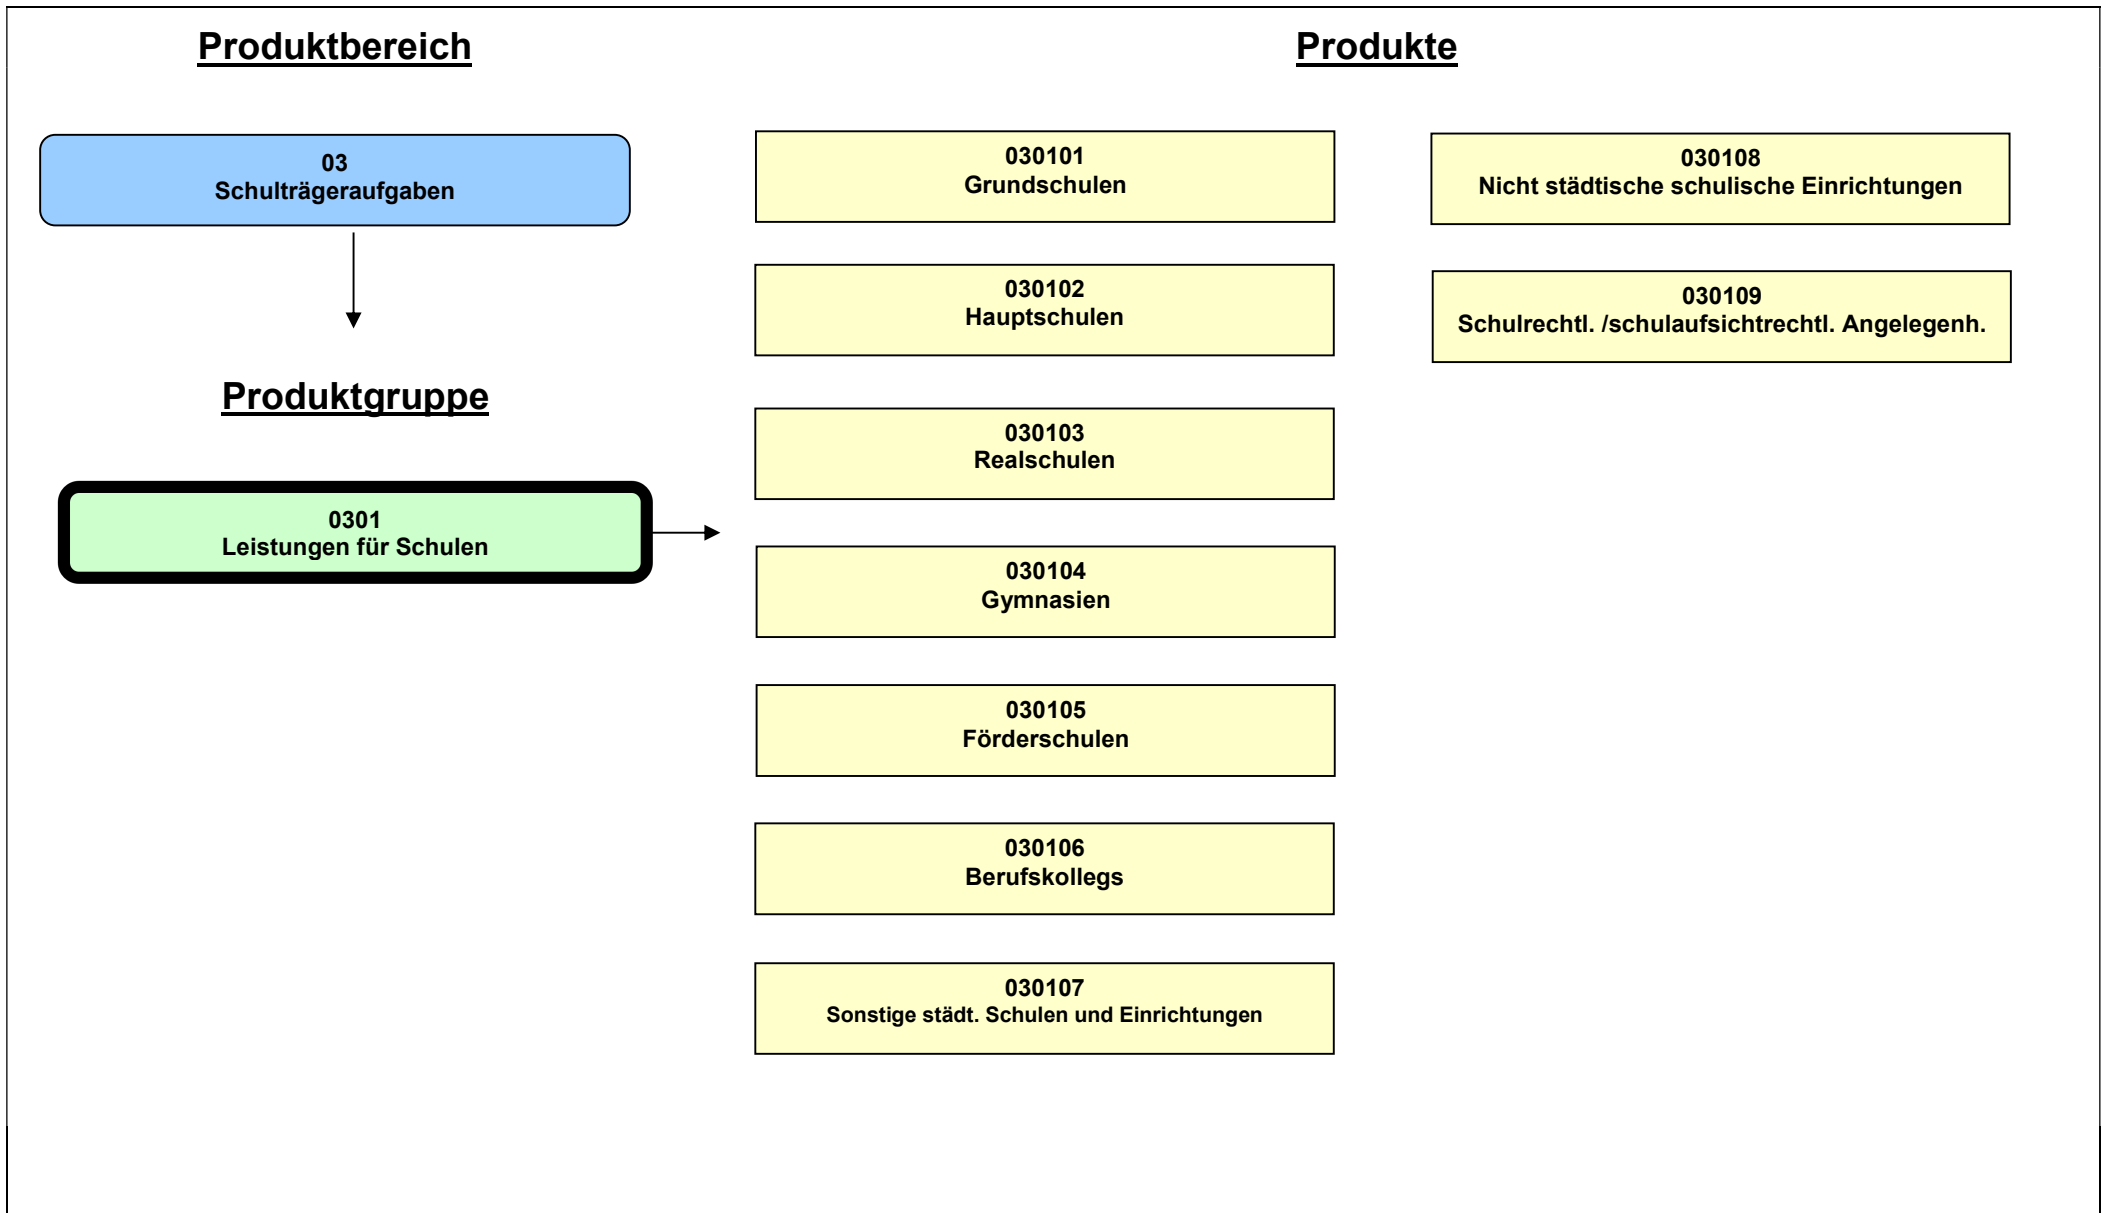 Produktbereich
03
Schulträgeraufgaben
Produktgruppe
0301
Leistungen für Schulen
Produkte
030101
Grundschulen
030102
Hauptschulen
030103
Realschulen
030104
Gymnasien
030105
Förderschulen
030106
Berufskollegs
030107
Sonstige städt. Schulen und Einrichtungen
030108
Nicht städtische schulische Einrichtungen
030109
Schulrechtl. /schulaufsichtrechtl. Angelegenh.